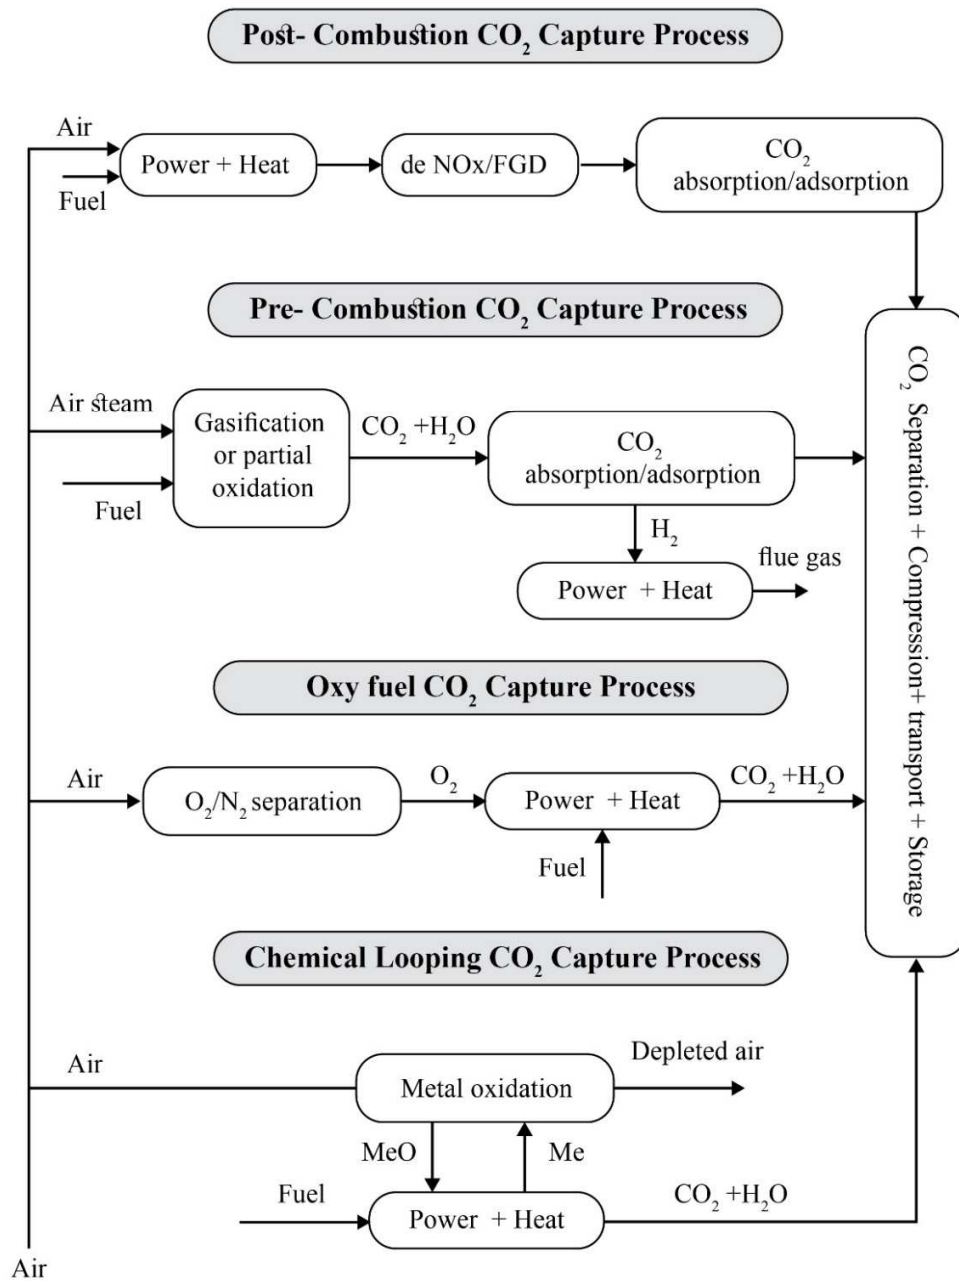 Post- Combustion CO₂ Capture Process
Air
Power + Heat
de NOx/FGD
CO₂
absorption/adsorption
Fuel
Pre- Combustion CO₂ Capture Process
Air steam
Gasification
or partial
oxidation
CO₂ +H₂O
CO₂
absorption/adsorption
Fuel
H₂
flue gas
Power + Heat
CO₂ Separation + Compression+ transport + Storage
Oxy fuel CO₂ Capture Process
Air
O₂/N₂ separation
O₂
Power + Heat
CO₂ +H₂O
Fuel
Chemical Looping CO₂ Capture Process
Air
Metal oxidation
Depleted air
MeO
Me
Fuel
Power + Heat
CO₂ +H₂O
Air